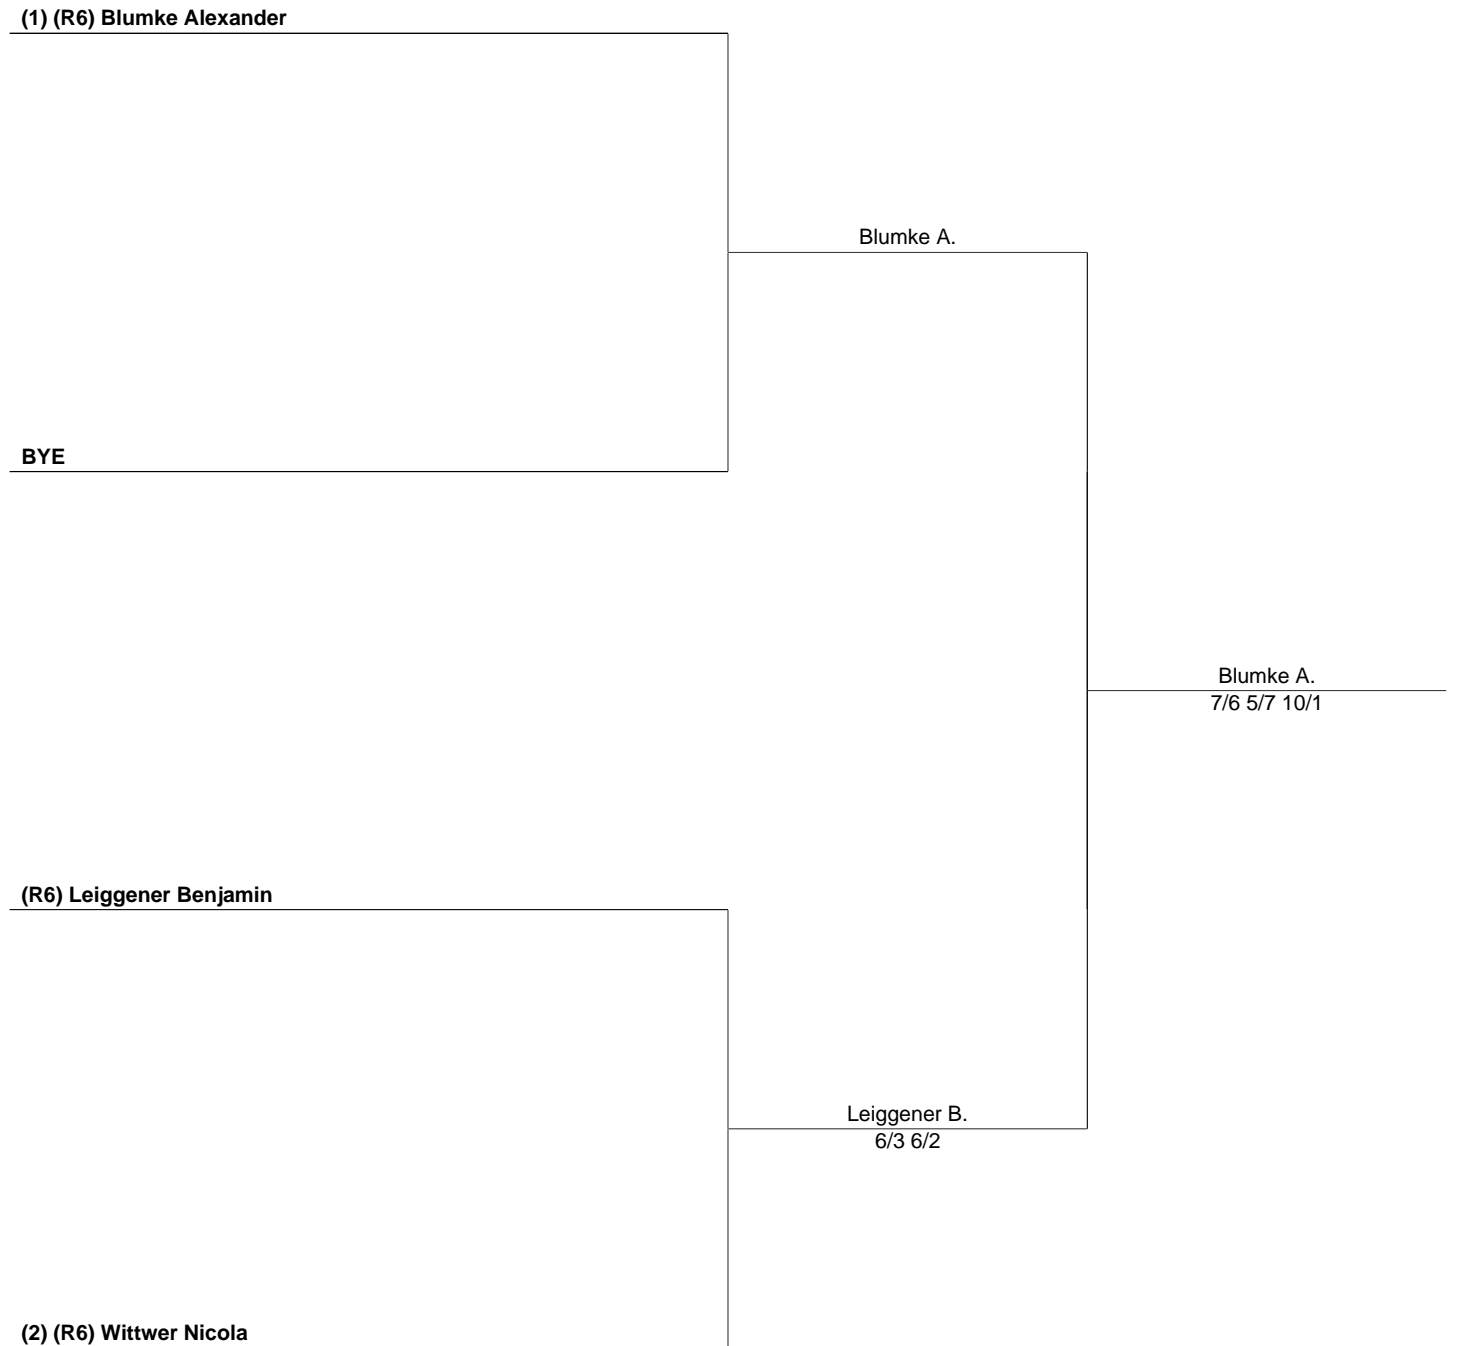 (1) (R6) Blumke Alexander
Blumke A.
BYE
Blumke A.
7/6 5/7 10/1
(R6) Leiggener Benjamin
Leiggener B.
6/3 6/2
(2) (R6) Wittwer Nicola